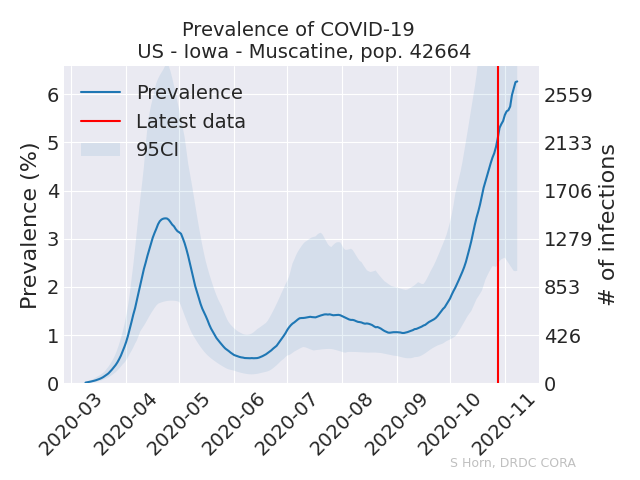 Prevalence of COVID-19
US - Iowa - Muscatine, pop. 42664
Prevalence
Latest data
95CI
Prevalence (%)
6
5
4
3
2
1
0
2559
2133
1706
1279
853
426
0
# of infections
2020-03
2020-04
2020-05
2020-06
2020-07
2020-08
2020-09
2020-10
2020-11
S Horn, DRDC CORA